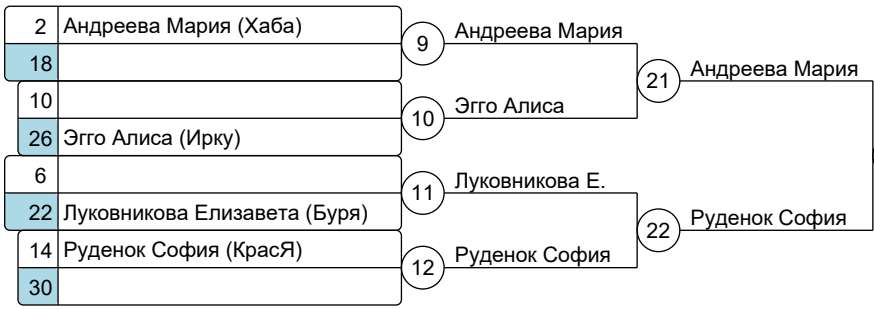 2 Андреева Мария (Хаба)
18
9 Андреева Мария
10
26 Эгго Алиса (Ирку)
10 Эгго Алиса
21 Андреева Мария
6
22 Луковникова Елизавета (Буря)
11 Луковникова Е.
14 Руденок София (КрасЯ)
30
12 Руденок София
22 Руденок София